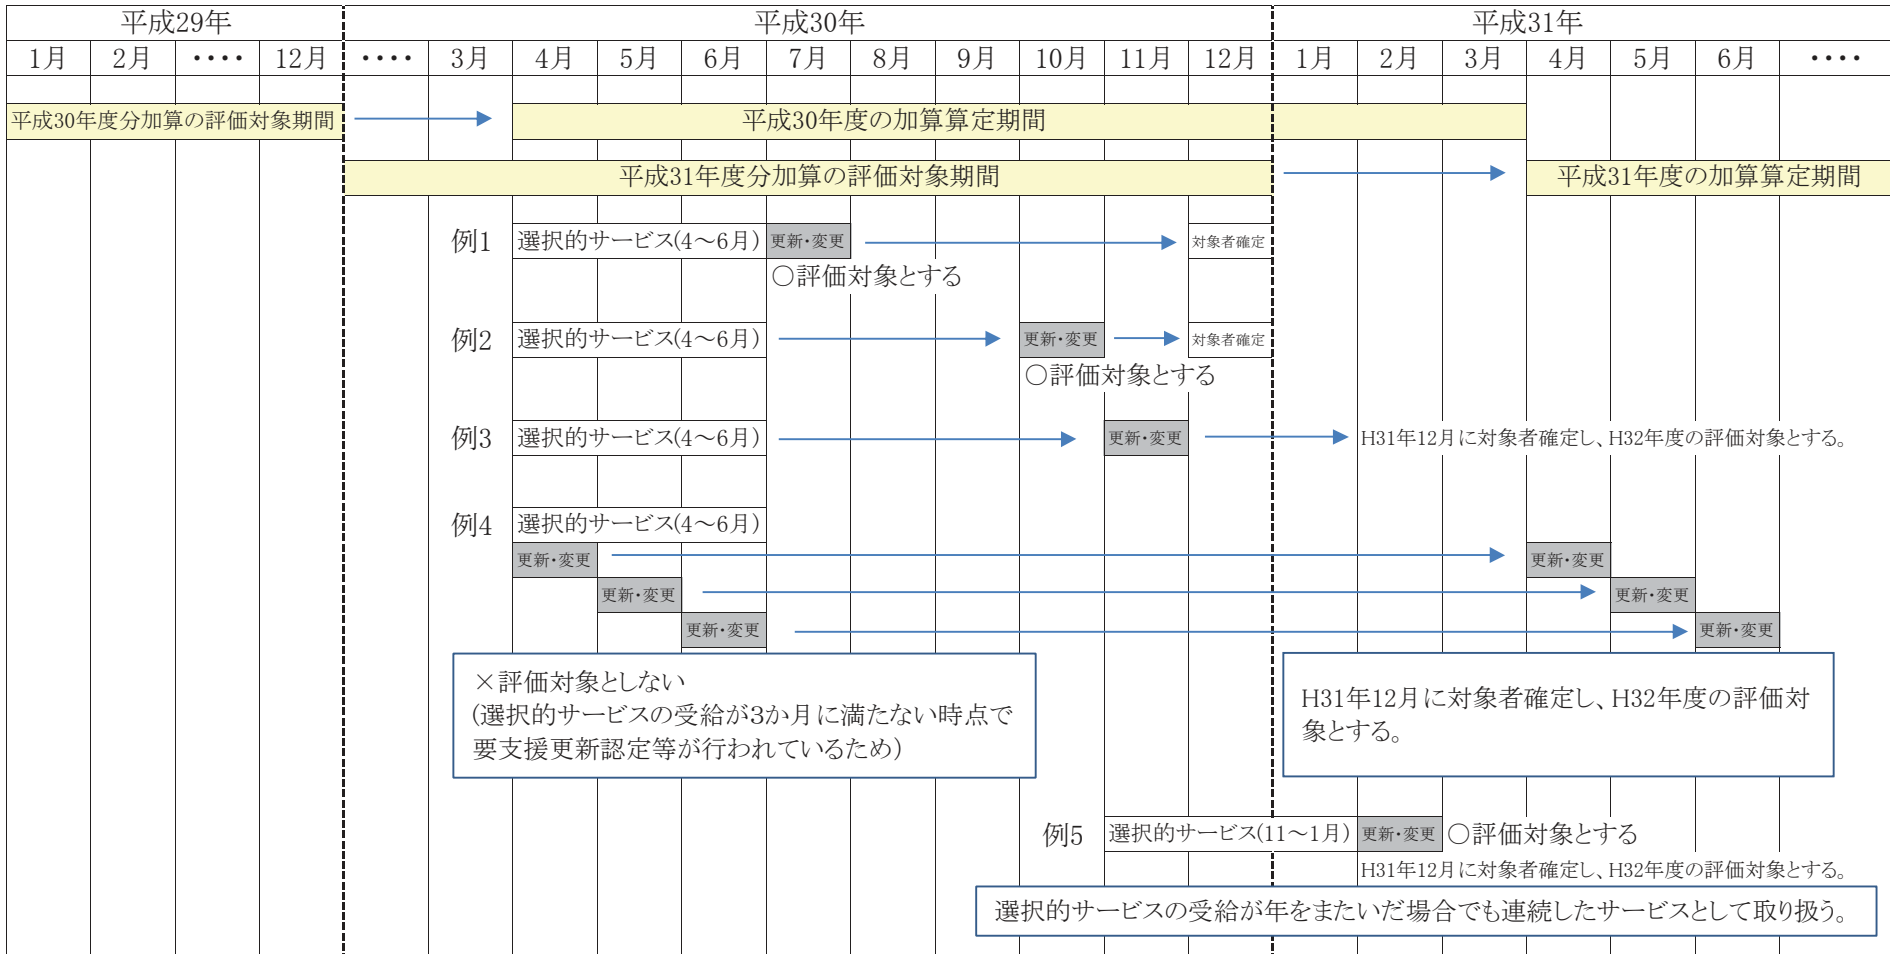 平成29年 平成30年 平成31年
1月 2月 ・・・・ 12月 ・・・・ 3月 4月 5月 6月 7月 8月 9月 10月 11月 12月 1月 2月 3月 4月 5月 6月 ・・・・
平成30年度分加算の評価対象期間 平成30年度の加算算定期間
平成31年度分加算の評価対象期間 平成31年度の加算算定期間
例1 選択的サービス(4～6月) 更新・変更 対象者確定
○評価対象とする
例2 選択的サービス(4～6月) 更新・変更 対象者確定
○評価対象とする
例3 選択的サービス(4～6月) 更新・変更 H31年12月に対象者確定し、H32年度の評価対象とする。
例4 選択的サービス(4～6月)
更新・変更 更新・変更
更新・変更 更新・変更
更新・変更 更新・変更
×評価対象としない
(選択的サービスの受給が3か月に満たない時点で
要支援更新認定等が行われているため)
H31年12月に対象者確定し、H32年度の評価対
象とする。
例5 選択的サービス(11～1月) 更新・変更 ○評価対象とする
H31年12月に対象者確定し、H32年度の評価対象とする。
選択的サービスの受給が年をまたいだ場合でも連続したサービスとして取り扱う。